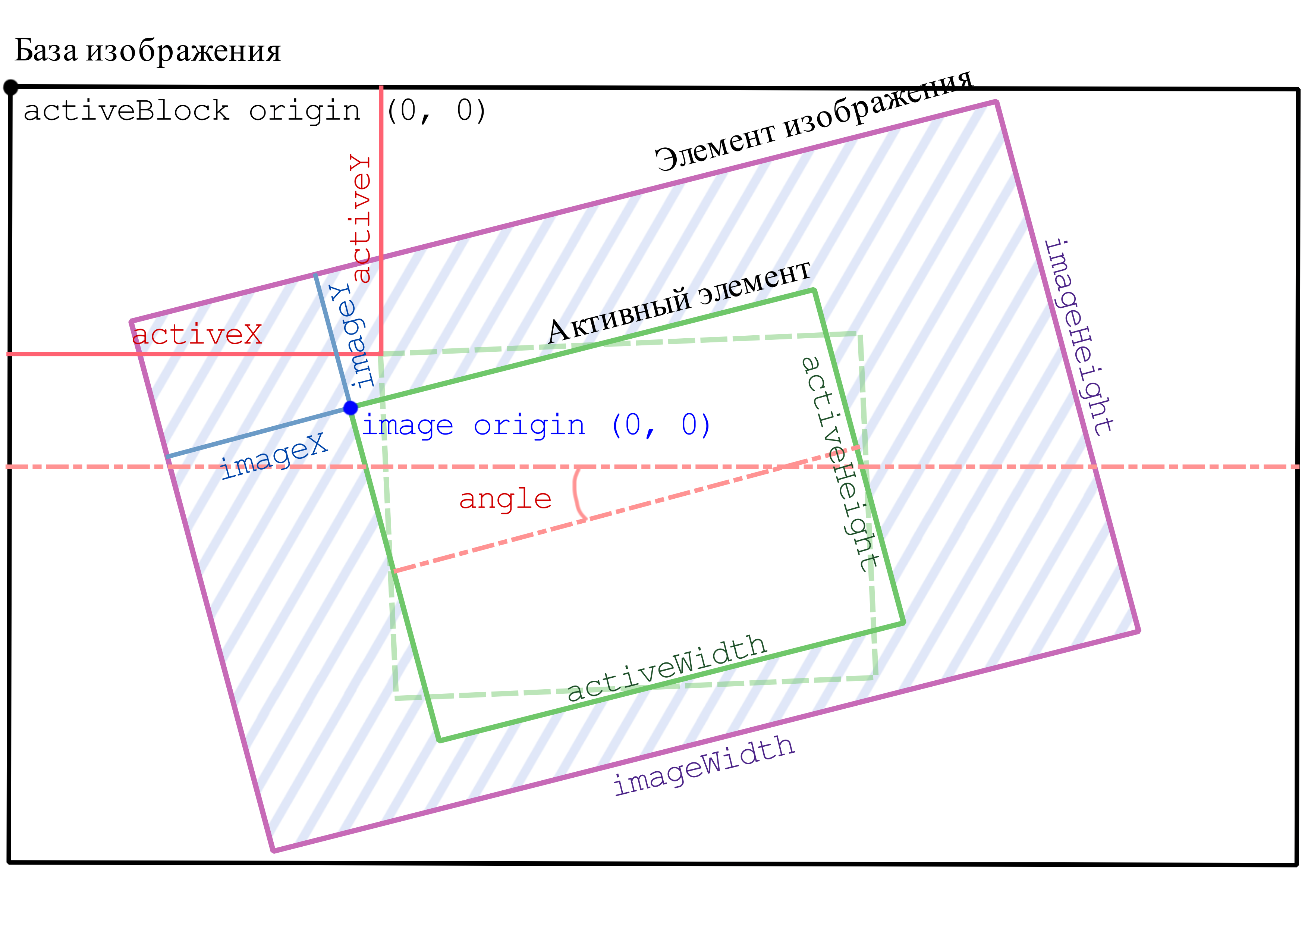 База изображения
activeBlock origin (0, 0)
Элемент изображения
activeY
imageHeight
imageY
Активный элемент
activeX
activeHeight
image origin (0, 0)
imageX
angle
activeWidth
imageWidth